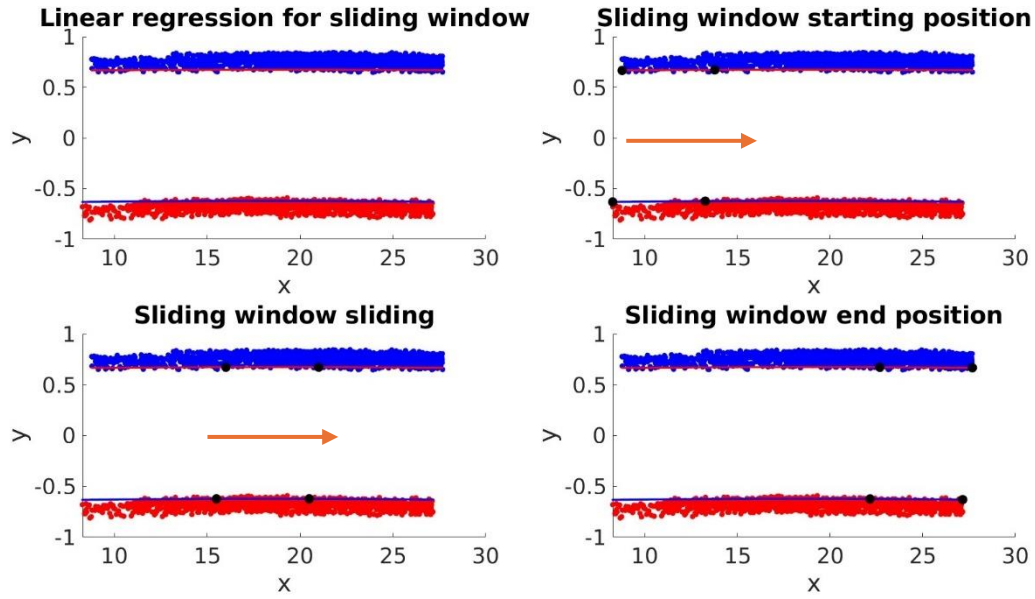 Linear regression for sliding window
1
0.5
0
-0.5
-1
y
10 15 20 25 30
x
Sliding window starting position
1
0.5
0
-0.5
-1
y
10 15 20 25 30
x
Sliding window sliding
1
0.5
0
-0.5
-1
y
10 15 20 25 30
x
Sliding window end position
1
0.5
0
-0.5
-1
y
10 15 20 25 30
x